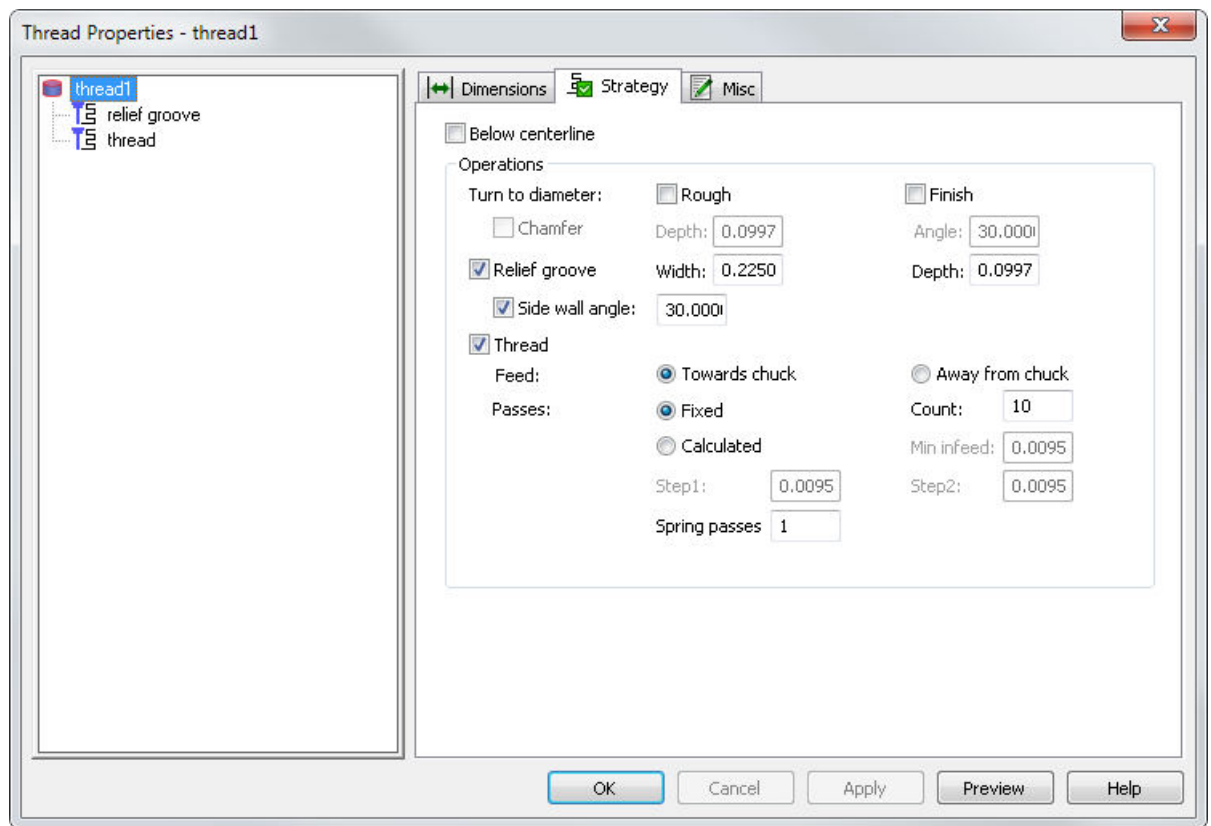 Thread Properties - thread1
thread1
relief groove
thread
Dimensions Strategy Misc
Below centerline
Operations
Turn to diameter: Rough Finish
Chamfer Depth: 0.0997 Angle: 30.000
Relief groove Width: 0.2250 Depth: 0.0997
Side wall angle: 30.000
Thread
Feed: Towards chuck Away from chuck
Passes: Fixed Count: 10
Calculated Min infeed: 0.0095
Step1: 0.0095 Step2: 0.0095
Spring passes 1
OK Cancel Apply Preview Help